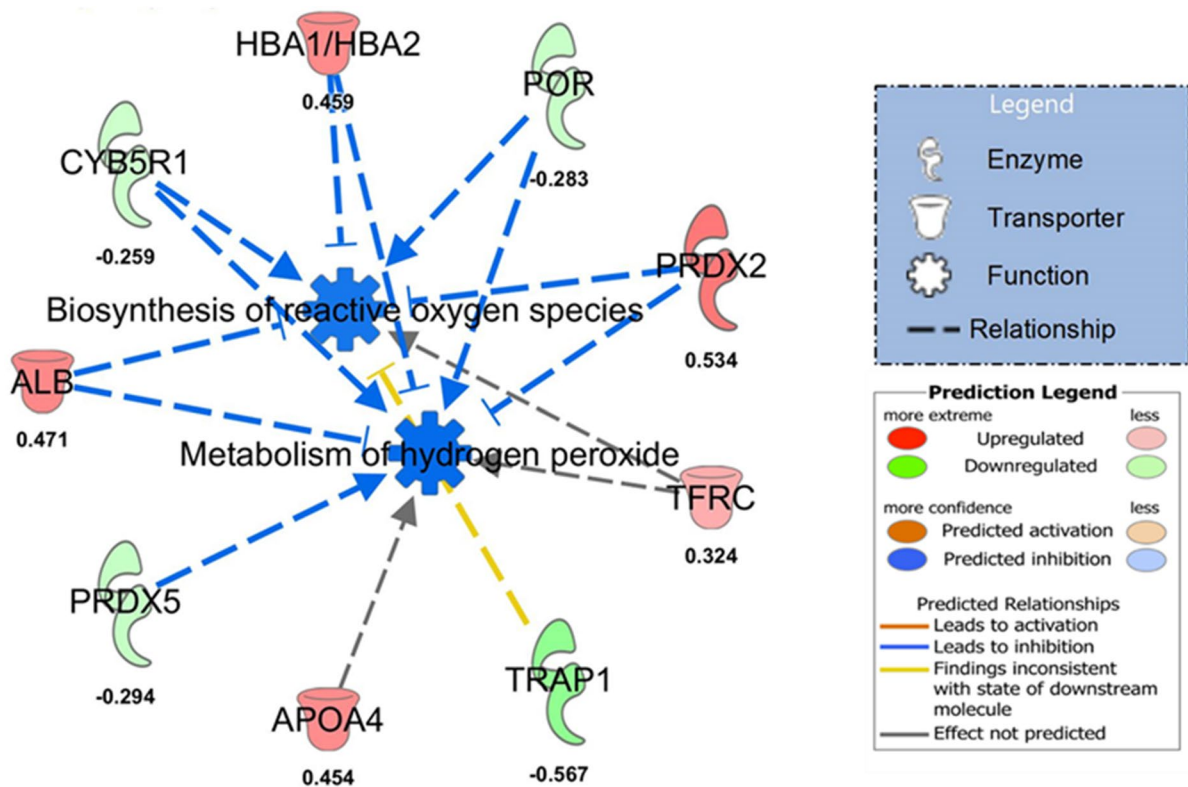 HBA1/HBA2
0.459
POR
-0.283
CYB5R1
-0.259
PRDX2
0.534
Biosynthesis of reactive oxygen species
ALB
0.471
Metabolism of hydrogen peroxide
TFRC
0.324
PRDX5
-0.294
APOA4
0.454
TRAP1
-0.567
Legend
Enzyme
Transporter
Function
Relationship
Prediction Legend
more extreme less
Upregulated
Downregulated
more confidence less
Predicted activation
Predicted inhibition
Predicted Relationships
Leads to activation
Leads to inhibition
Findings inconsistent
with state of downstream
molecule
Effect not predicted